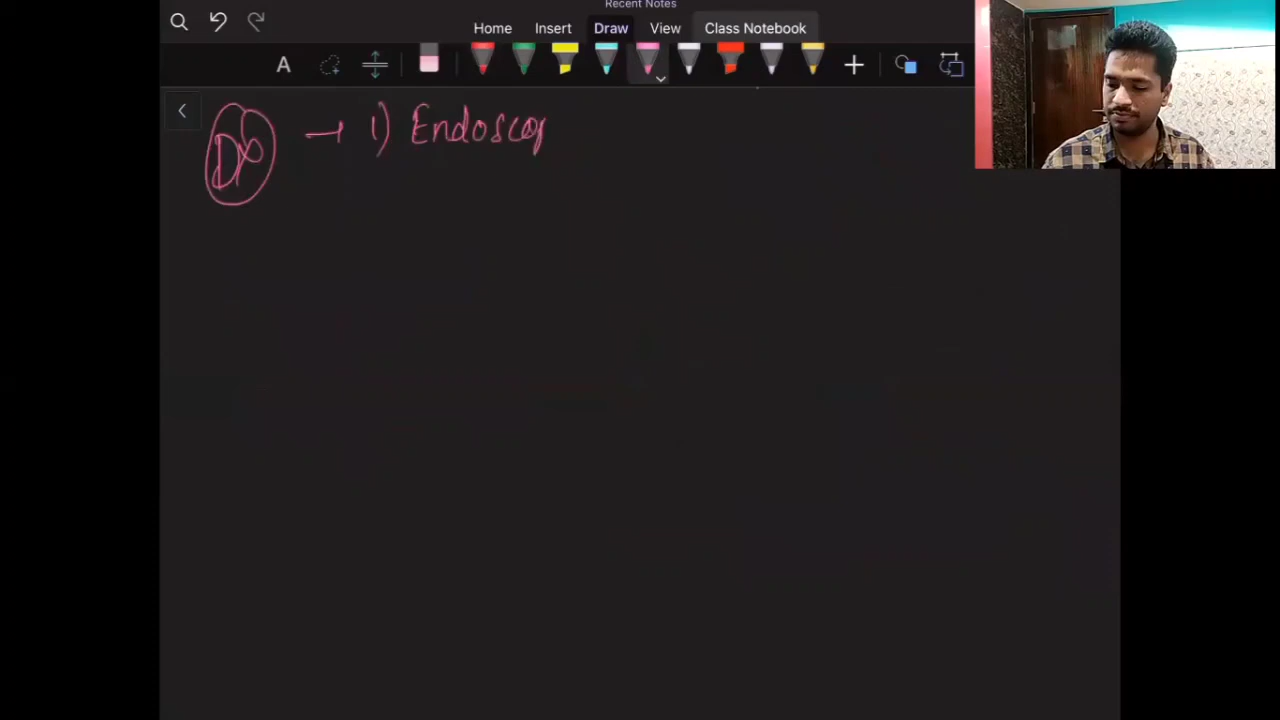 Recent Notes
Home Insert Draw View Class Notebook
A
Dx → 1) Endoscop